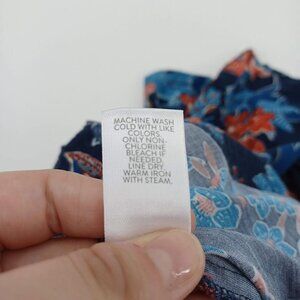 MACHINE WASH
COLD WITH LIKE
COLORS.
ONLY NON-
CHLORINE
BLEACH IF
NEEDED.
LINE DRY
WARM IRON
WITH STEAM.